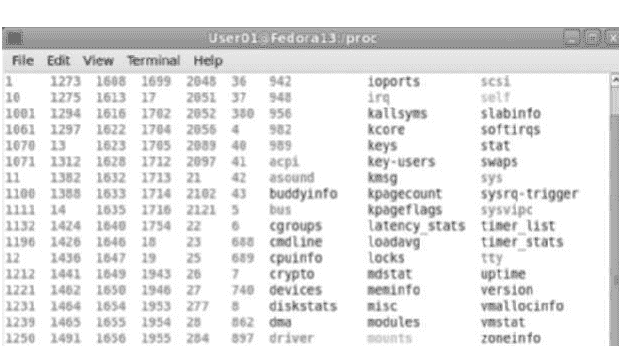 User01@Fedora13:/proc
File Edit View Terminal Help
1 1273 1608 1699 2048 36 942 ioports scsi
10 1275 1613 17 2051 37 948 irq self
1001 1294 1616 1702 2052 380 956 kallsyms slabinfo
1061 1297 1622 1704 2056 4 982 kcore softirqs
1070 13 1623 1705 2089 40 989 keys stat
1071 1312 1628 1712 2097 41 acpi key-users swaps
11 1382 1632 1713 21 42 asound kmsg sys
1100 1388 1633 1714 2102 43 buddyinfo kpagecount sysrq-trigger
1111 14 1635 1716 2121 5 bus kpageflags sysvipc
1132 1424 1640 1754 22 6 cgroups latency_stats timer_list
1196 1426 1646 18 23 688 cmdline loadavg timer_stats
12 1436 1647 19 25 689 cpuinfo locks tty
1212 1441 1649 1943 26 7 crypto mdstat uptime
1221 1462 1650 1946 27 740 devices meminfo version
1231 1464 1654 1953 277 8 diskstats misc vmallocinfo
1239 1465 1655 1954 28 862 dma modules vmstat
1250 1491 1656 1955 284 897 driver mounts zoneinfo